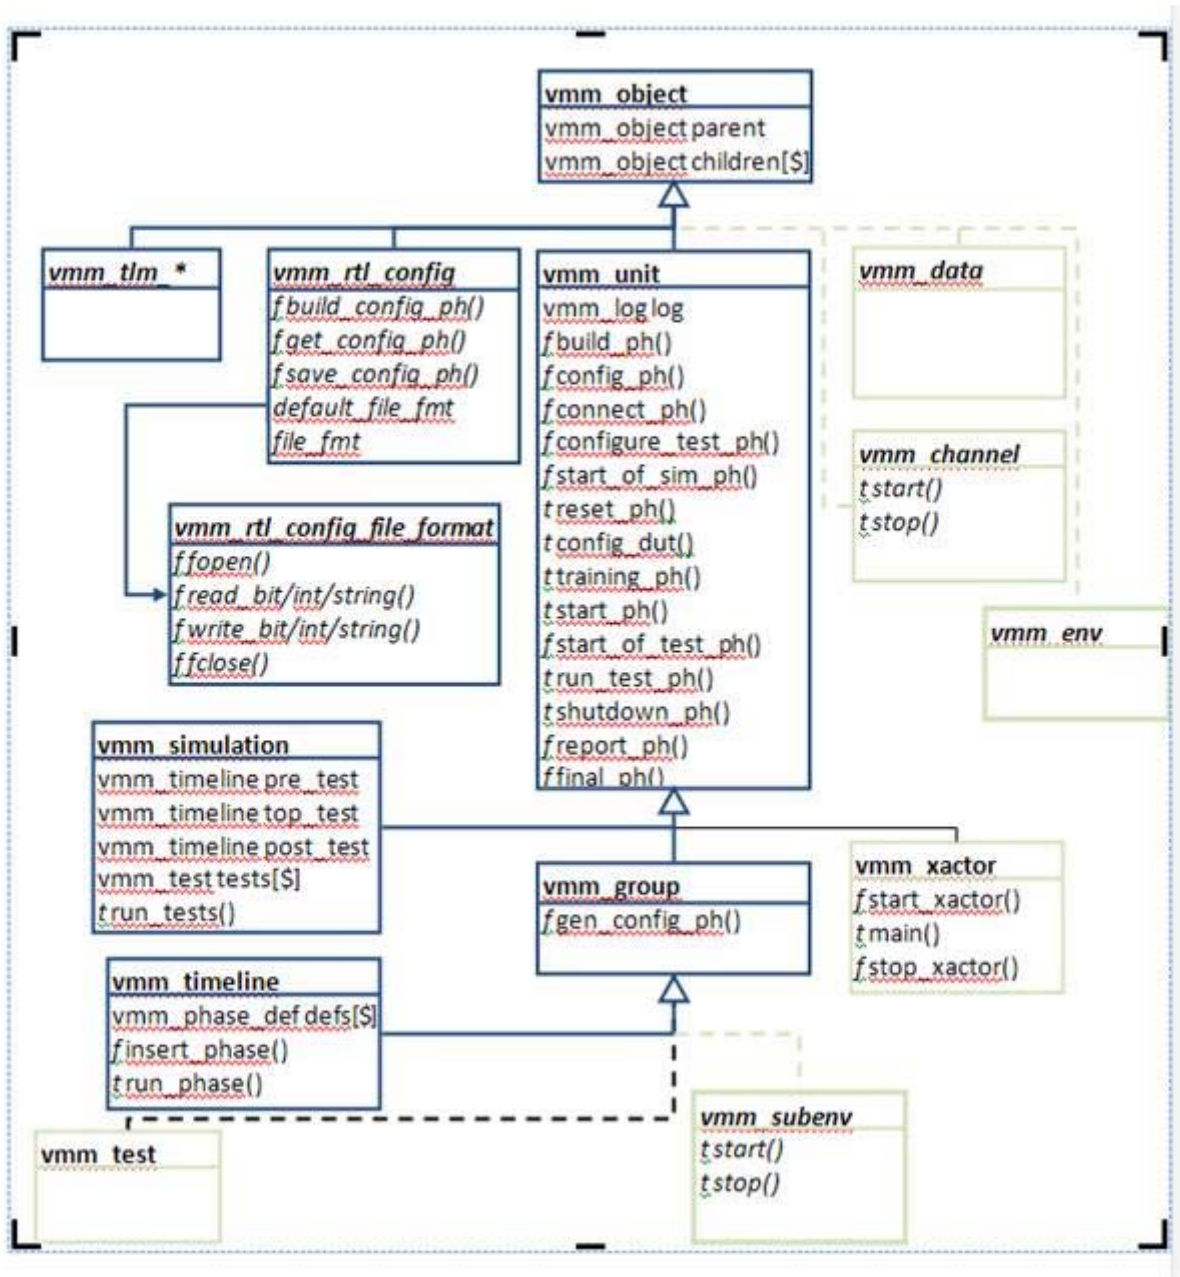 vmm_object
vmm_object parent
vmm_object children[$]
vmm_tlm_*
vmm_rtl_config
f build_config_ph()
f get_config_ph()
f save_config_ph()
default_file_fmt
file_fmt
vmm_rtl_config_file_format
f fopen()
f read_bit/int/string()
f write_bit/int/string()
f fclose()
vmm_unit
vmm_log log
f build_ph()
f config_ph()
f connect_ph()
f configure_test_ph()
f start_of_sim_ph()
t reset_ph()
t config_dut()
t training_ph()
t start_ph()
f start_of_test_ph()
t run_test_ph()
t shutdown_ph()
f report_ph()
f final_ph()
vmm_data
vmm_channel
t start()
t stop()
vmm_env
vmm_simulation
vmm_timeline pre_test
vmm_timeline top_test
vmm_timeline post_test
vmm_test tests[$]
t run_tests()
vmm_group
f gen_config_ph()
vmm_xactor
f start_xactor()
t main()
f stop_xactor()
vmm_timeline
vmm_phase_def defs[$]
f insert_phase()
t run_phase()
vmm_test
vmm_subenv
t start()
t stop()